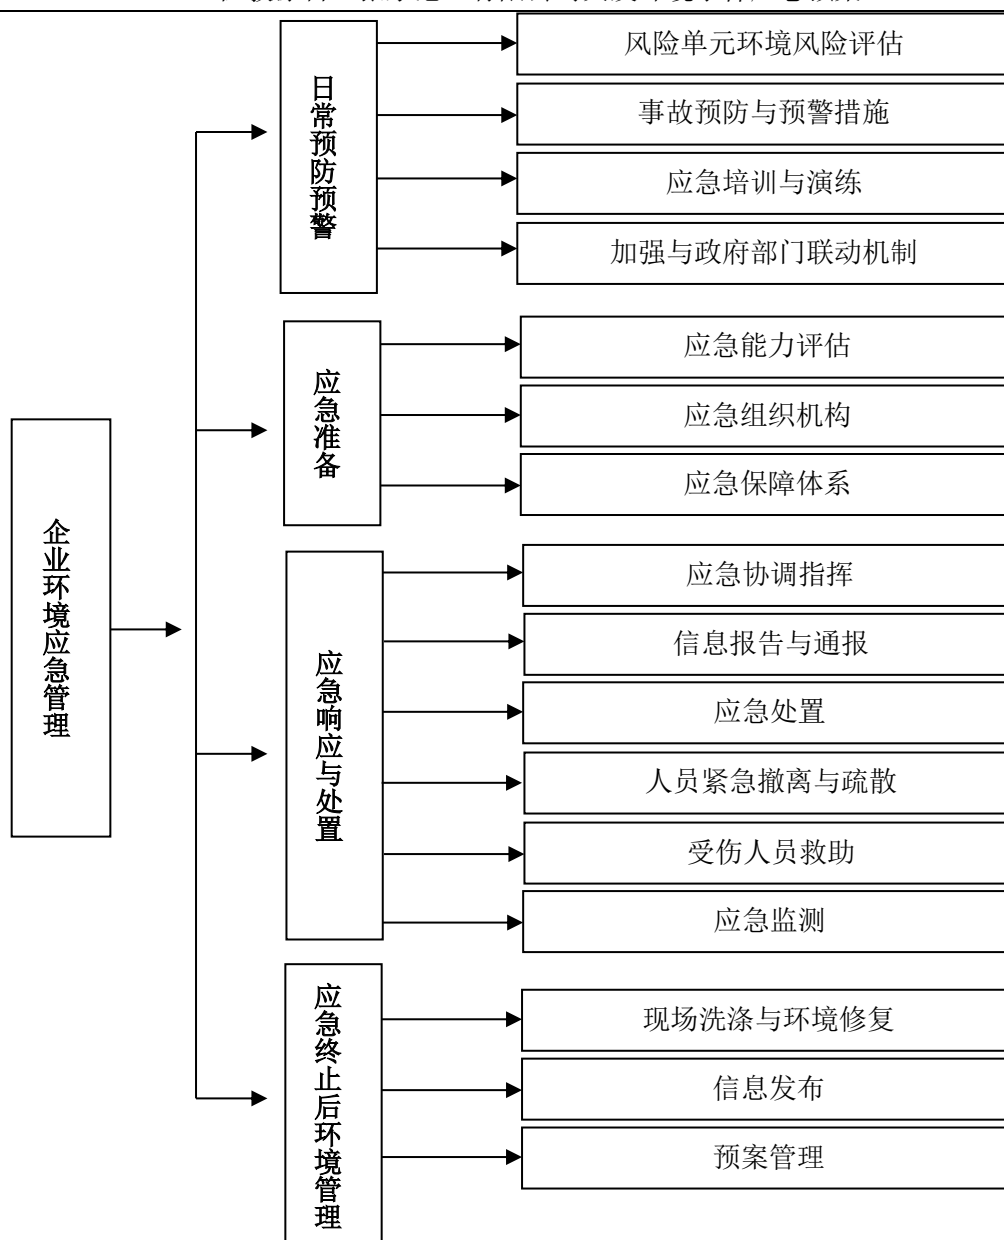 企业环境应急管理
日常预防预警
风险单元环境风险评估
事故预防与预警措施
应急培训与演练
加强与政府部门联动机制
应急准备
应急能力评估
应急组织机构
应急保障体系
应急响应与处置
应急协调指挥
信息报告与通报
应急处置
人员紧急撤离与疏散
受伤人员救助
应急监测
应急终止后环境管理
现场洗涤与环境修复
信息发布
预案管理